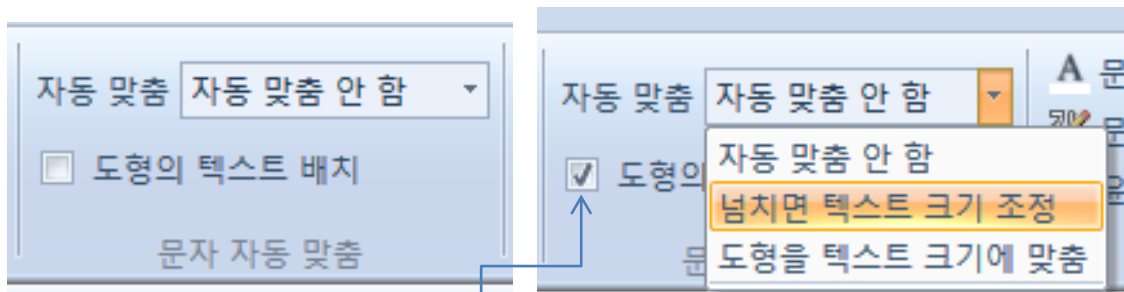 자동 맞춤 자동 맞춤 안 함
도형의 텍스트 배치
문자 자동 맞춤
자동 맞춤 자동 맞춤 안 함
자동 맞춤 안 함
도형의
넘치면 텍스트 크기 조정
도형을 텍스트 크기에 맞춤